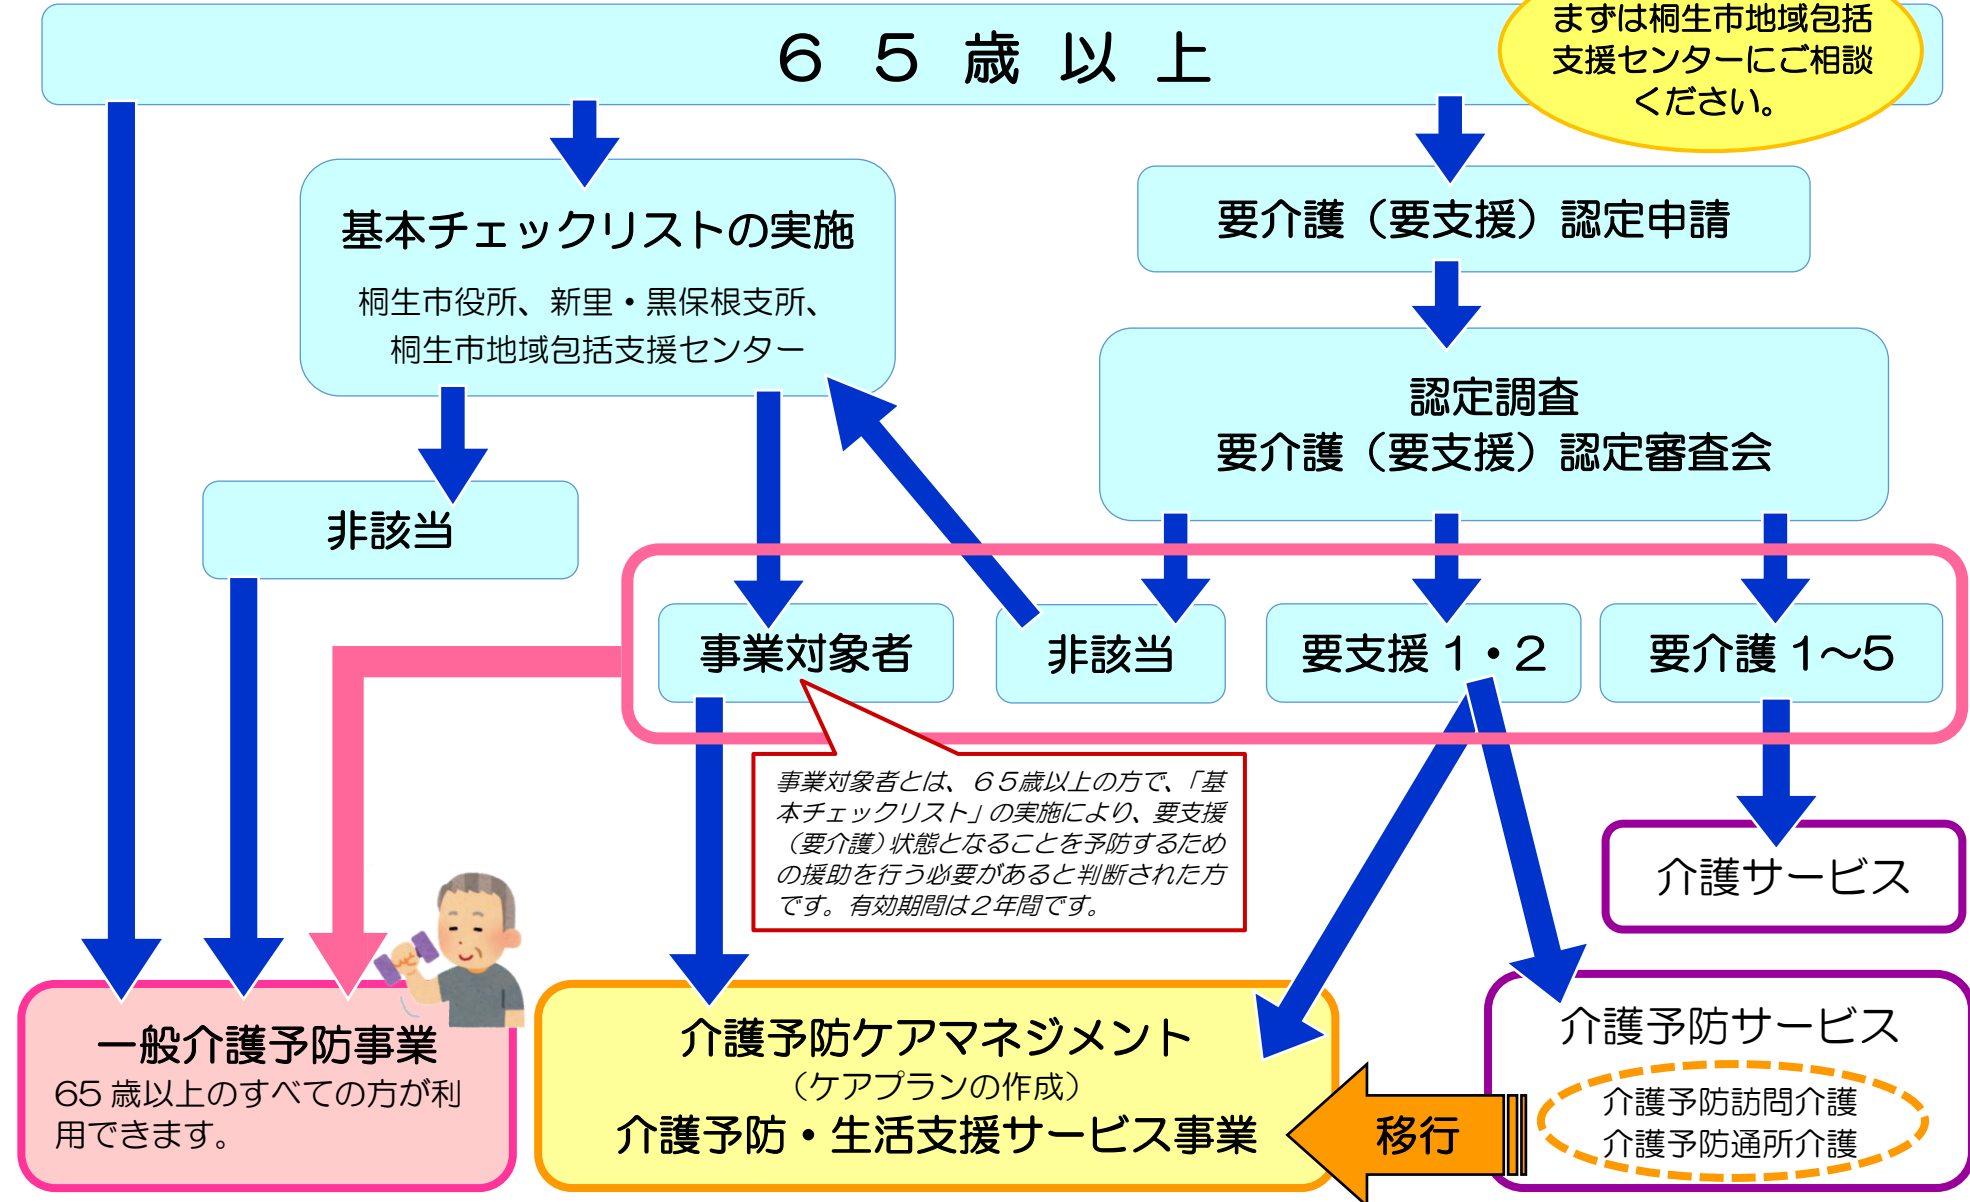 ６５歳以上
まずは桐生市地域包括
支援センターにご相談
ください。
基本チェックリストの実施
桐生市役所、新里・黒保根支所、
桐生市地域包括支援センター
要介護（要支援）認定申請
認定調査
要介護（要支援）認定審査会
非該当
事業対象者
非該当
要支援１・２
要介護１～５
事業対象者とは、６５歳以上の方で、「基
本チェックリスト」の実施により、要支援
（要介護）状態となることを予防するため
の援助を行う必要があると判断された方
です。有効期間は２年間です。
介護サービス
一般介護予防事業
65歳以上のすべての方が利
用できます。
介護予防ケアマネジメント
（ケアプランの作成）
介護予防・生活支援サービス事業
移行
介護予防サービス
介護予防訪問介護
介護予防通所介護